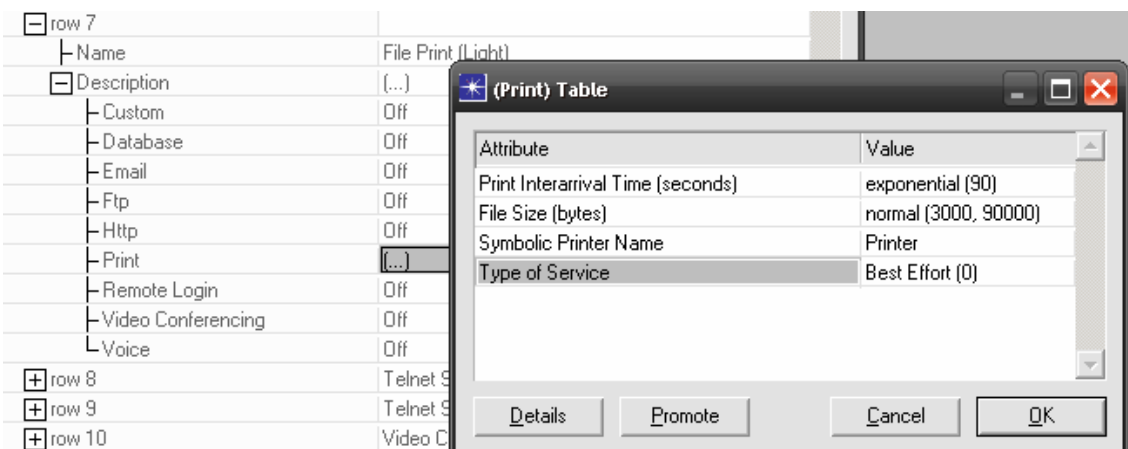 row 7
Name File Print (Light)
Description (...)
Custom Off
Database Off
Email Off
Ftp Off
Http Off
Print (...)
Remote Login Off
Video Conferencing Off
Voice Off
row 8 Telnet S
row 9 Telnet S
row 10 Video C
(Print) Table
Attribute Value
Print Interarrival Time (seconds) exponential (90)
File Size (bytes) normal (3000, 90000)
Symbolic Printer Name Printer
Type of Service Best Effort (0)
Details Promote Cancel OK